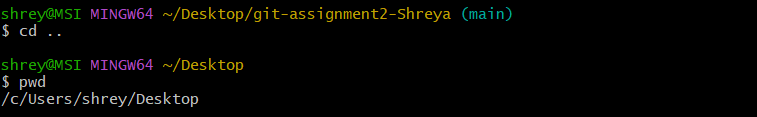 shrey@MSI MINGW64 ~/Desktop/git-assignment2-Shreya (main)
$ cd ..
shrey@MSI MINGW64 ~/Desktop
$ pwd
/c/Users/shrey/Desktop